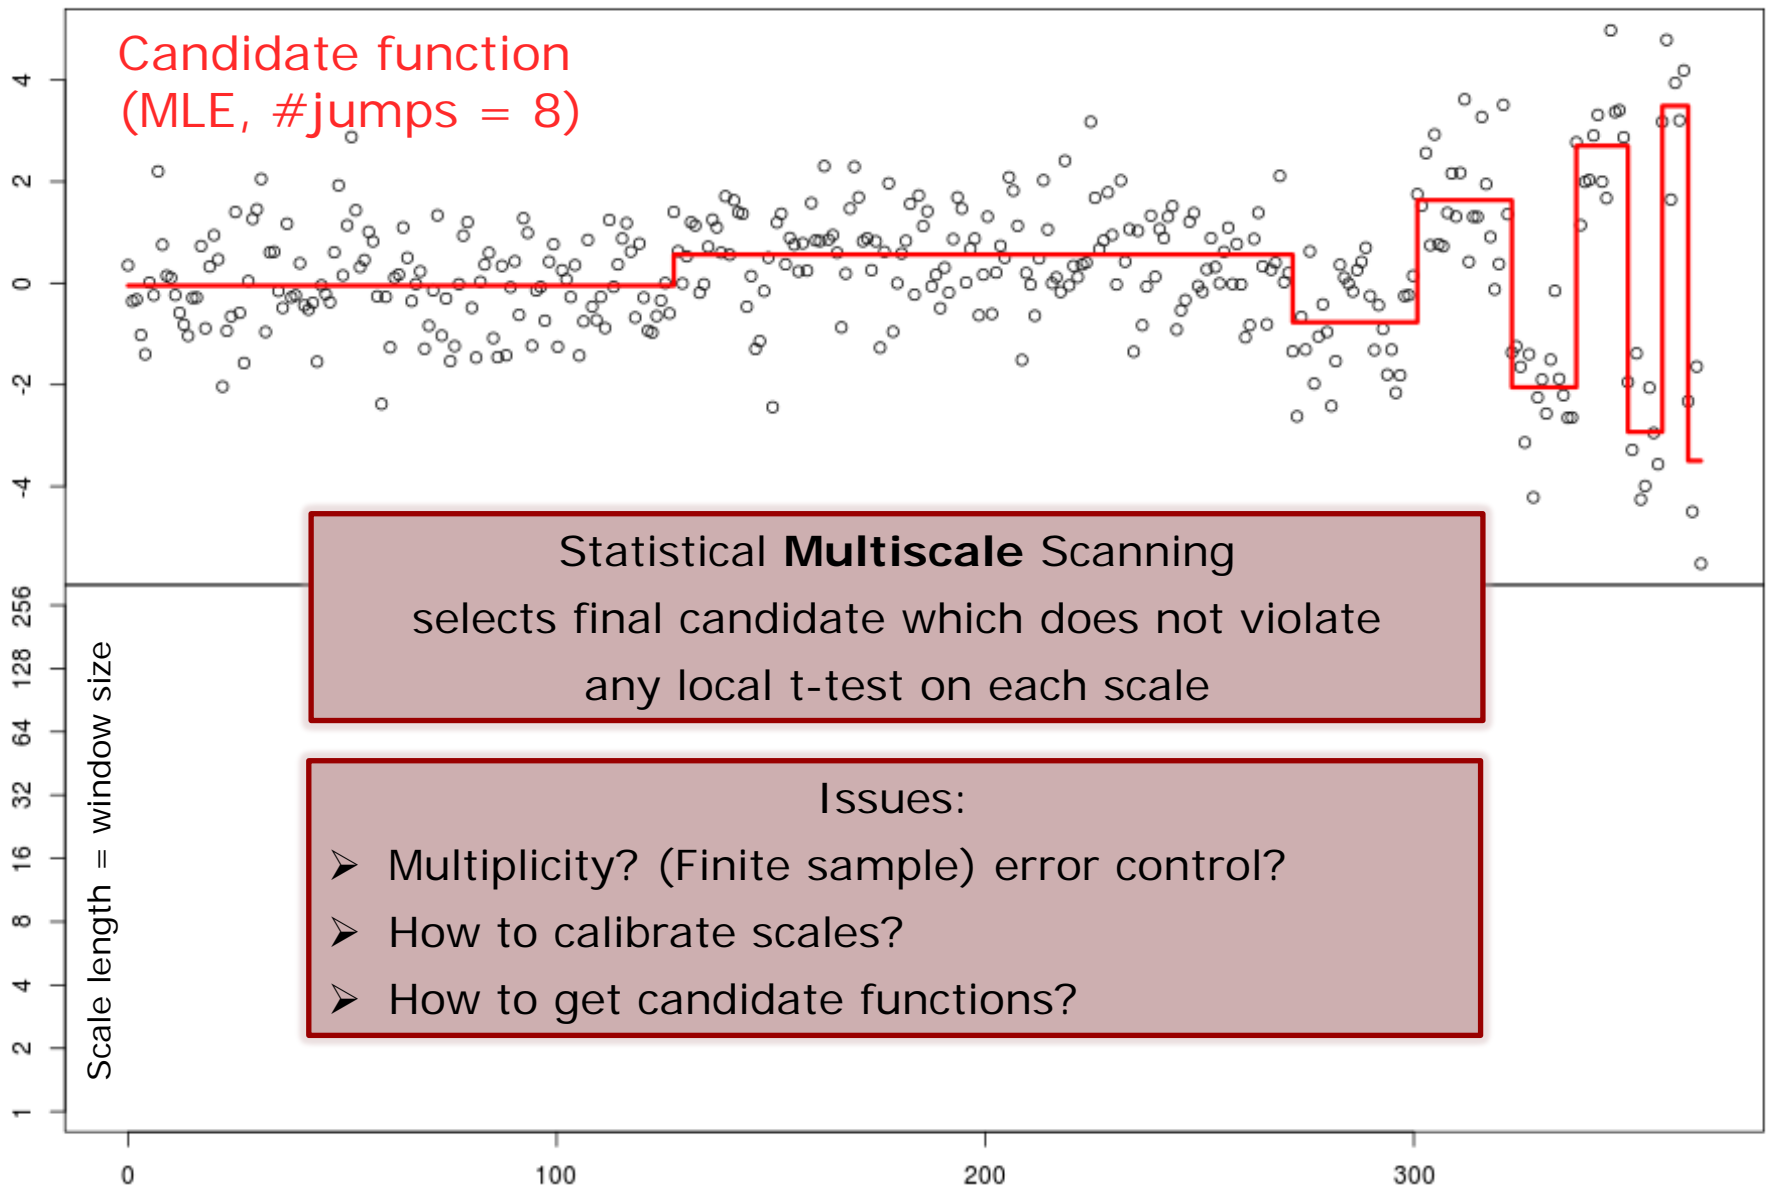 Candidate function
(MLE, #jumps = 8)
4
2
0
-2
-4
Statistical Multiscale Scanning
selects final candidate which does not violate
any local t-test on each scale
Scale length = window size
256
128
64
32
16
8
4
2
1
Issues:
➢ Multiplicity? (Finite sample) error control?
➢ How to calibrate scales?
➢ How to get candidate functions?
0 100 200 300